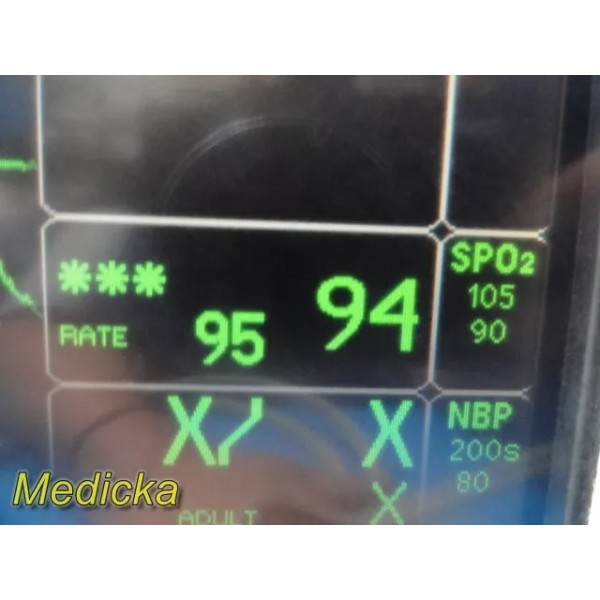 *** 94 SPO2
RATE 95 105
90
X/ X NBP
200s
80
X
ADULT
Medicka